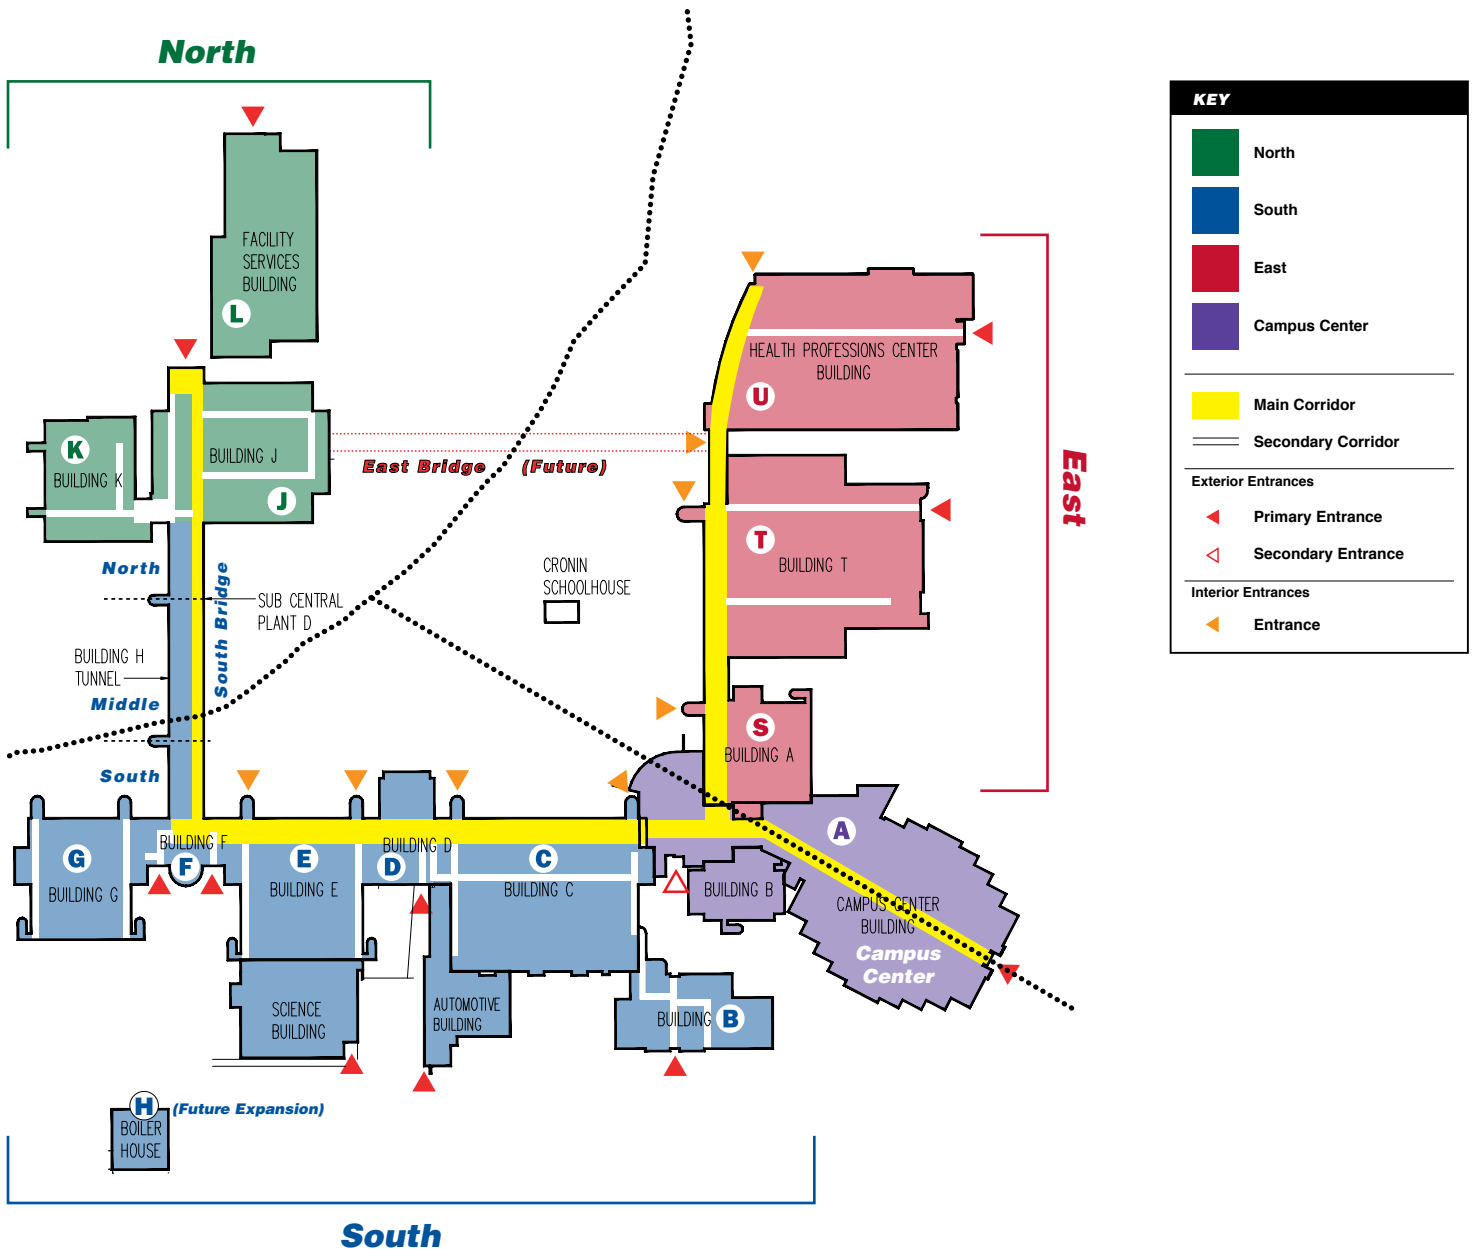 North
KEY
North
South
East
Campus Center
Main Corridor
Secondary Corridor
Exterior Entrances
Primary Entrance
Secondary Entrance
Interior Entrances
Entrance
FACILITY
SERVICES
BUILDING
L
HEALTH PROFESSIONS CENTER
BUILDING
U
K
BUILDING K
BUILDING J
J
East Bridge (Future)
East
T
BUILDING T
North
South Bridge
SUB CENTRAL
PLANT D
CRONIN
SCHOOLHOUSE
BUILDING H
TUNNEL
Middle
South
S
BUILDING A
A
BUILDING F
BUILDING D
G
F
E
D
C
BUILDING G
BUILDING E
BUILDING C
BUILDING B
CAMPUS CENTER
BUILDING
Campus
Center
SCIENCE
BUILDING
AUTOMOTIVE
BUILDING
BUILDING B
H
(Future Expansion)
BOILER
HOUSE
South